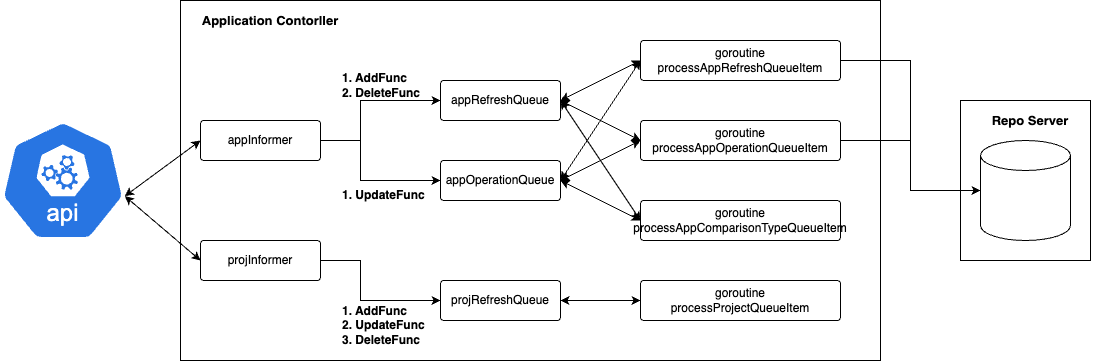 Application Contorller
goroutine
processAppRefreshQueueItem
1. AddFunc
2. DeleteFunc
appRefreshQueue
Repo Server
appInformer
goroutine
processAppOperationQueueItem
appOperationQueue
1. UpdateFunc
api
goroutine
processAppComparisonTypeQueueItem
projInformer
goroutine
processProjectQueueItem
projRefreshQueue
1. AddFunc
2. UpdateFunc
3. DeleteFunc